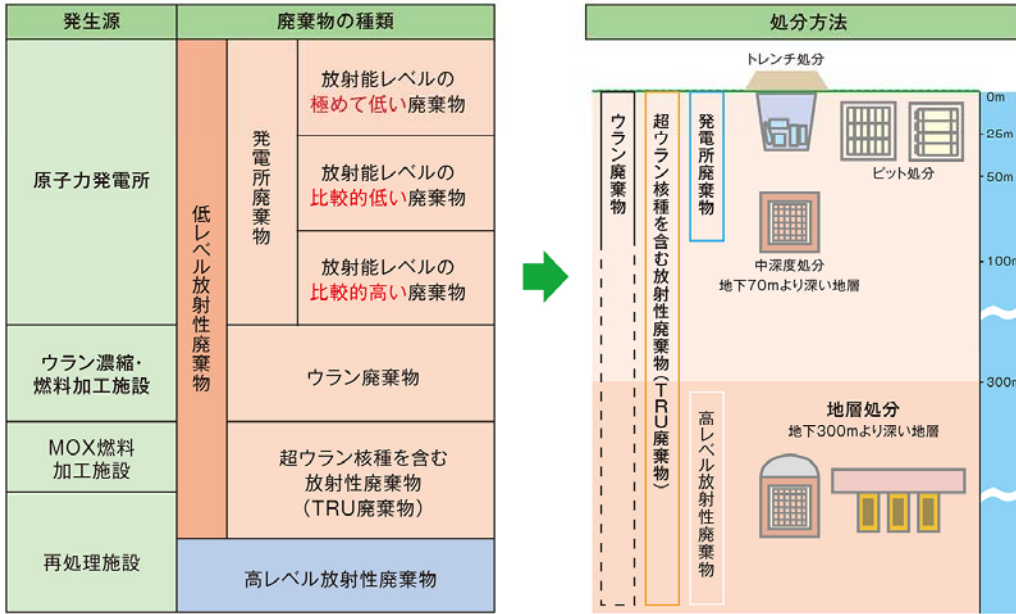 発生源
廃棄物の種類
原子力発電所
低レベル放射性廃棄物
発電所廃棄物
放射能レベルの
極めて低い廃棄物
放射能レベルの
比較的低い廃棄物
放射能レベルの
比較的高い廃棄物
ウラン濃縮・
燃料加工施設
ウラン廃棄物
MOX燃料
加工施設
超ウラン核種を含む
放射性廃棄物
（TRU廃棄物）
再処理施設
高レベル放射性廃棄物
処分方法
トレンチ処分
ウラン廃棄物
超ウラン核種を含む放射性廃棄物（TRU廃棄物）
発電所廃棄物
ピット処分
中深度処分
地下70mより深い地層
高レベル放射性廃棄物
地層処分
地下300mより深い地層
0m
25m
50m
100m
300m